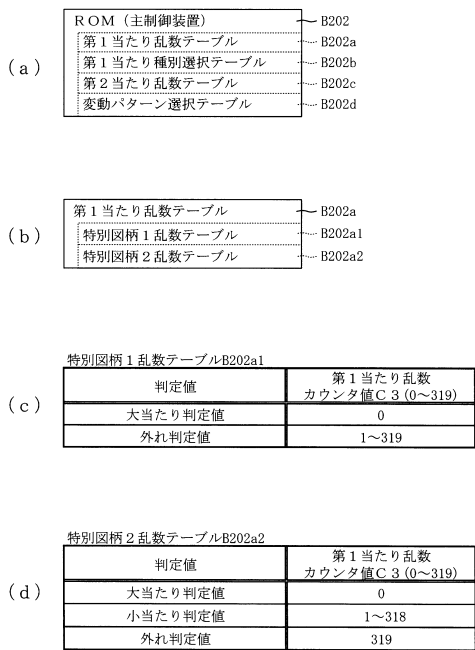 (a)
ROM（主制御装置） B202
第1当たり乱数テーブル B202a
第1当たり種別選択テーブル B202b
第2当たり乱数テーブル B202c
変動パターン選択テーブル B202d
(b)
第1当たり乱数テーブル B202a
特別図柄1乱数テーブル B202a1
特別図柄2乱数テーブル B202a2
(c)
特別図柄1乱数テーブルB202a1
判定値 第1当たり乱数
カウンタ値C3(0～319)
大当たり判定値 0
外れ判定値 1～319
(d)
特別図柄2乱数テーブルB202a2
判定値 第1当たり乱数
カウンタ値C3(0～319)
大当たり判定値 0
小当たり判定値 1～318
外れ判定値 319